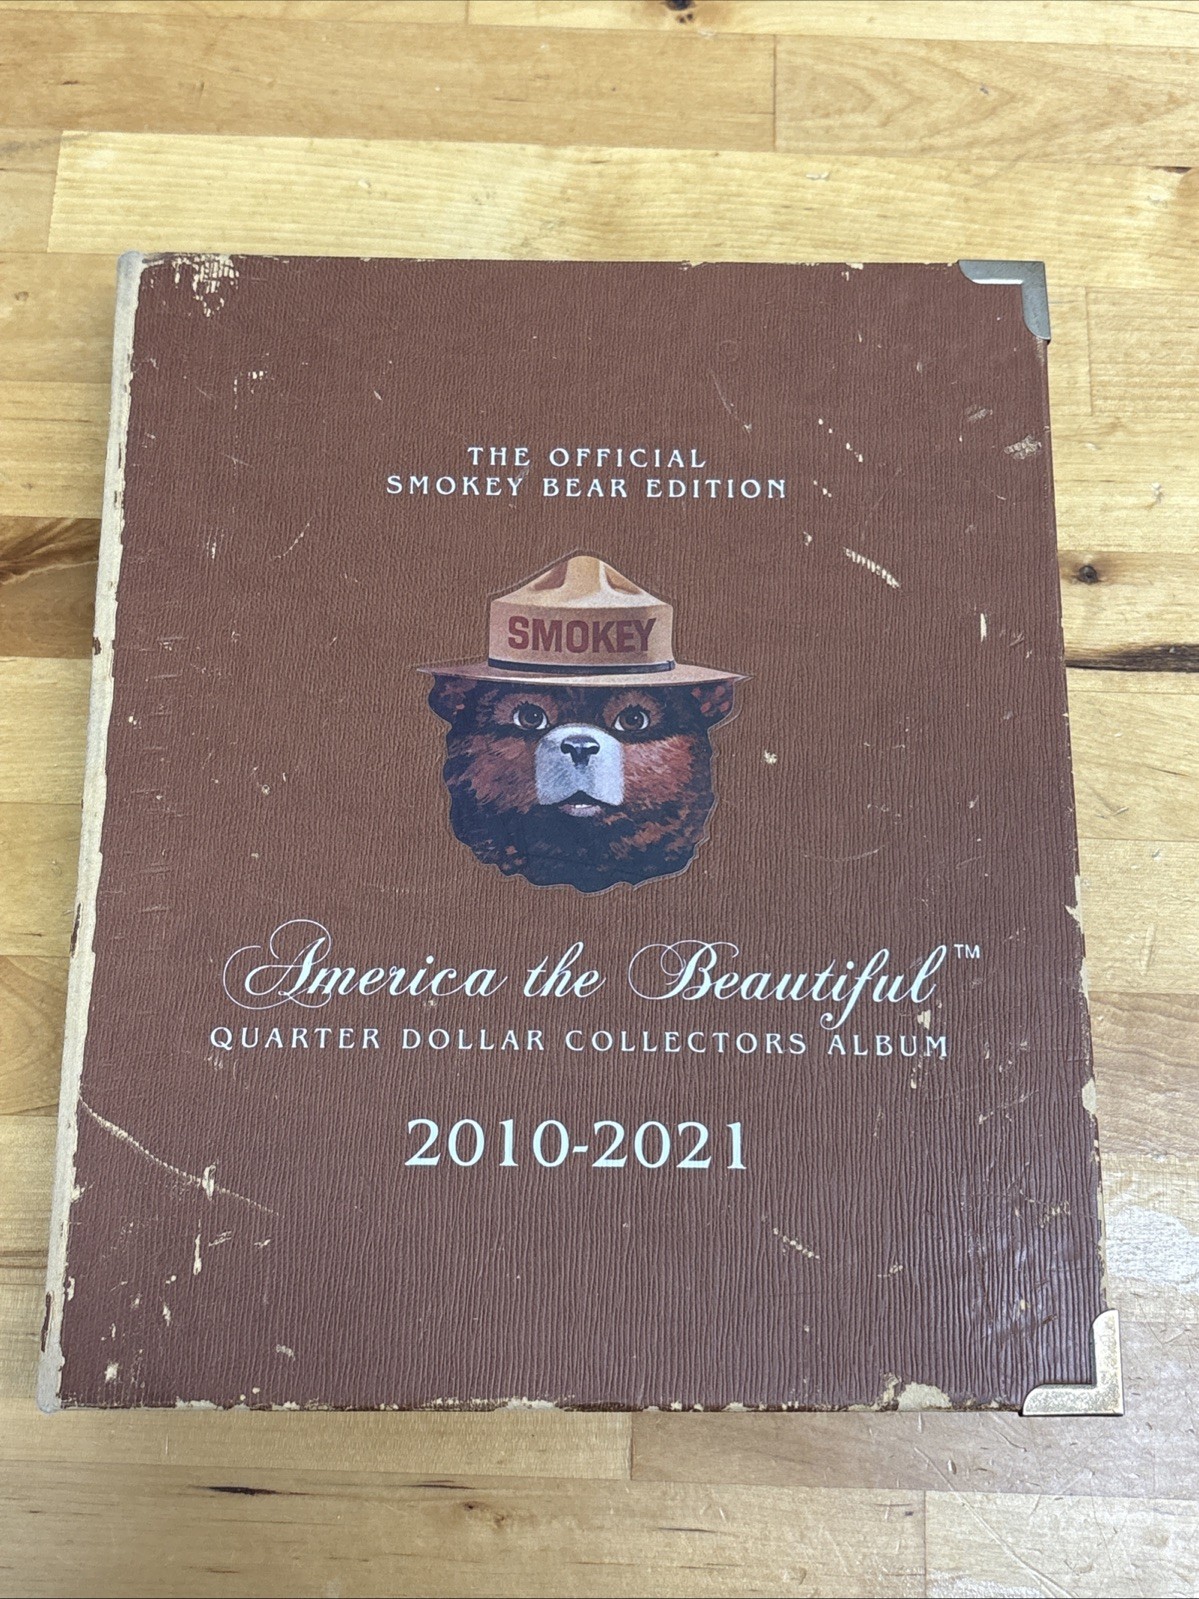 THE OFFICIAL
SMOKEY BEAR EDITION
SMOKEY
America the Beautiful™
QUARTER DOLLAR COLLECTORS ALBUM
2010-2021